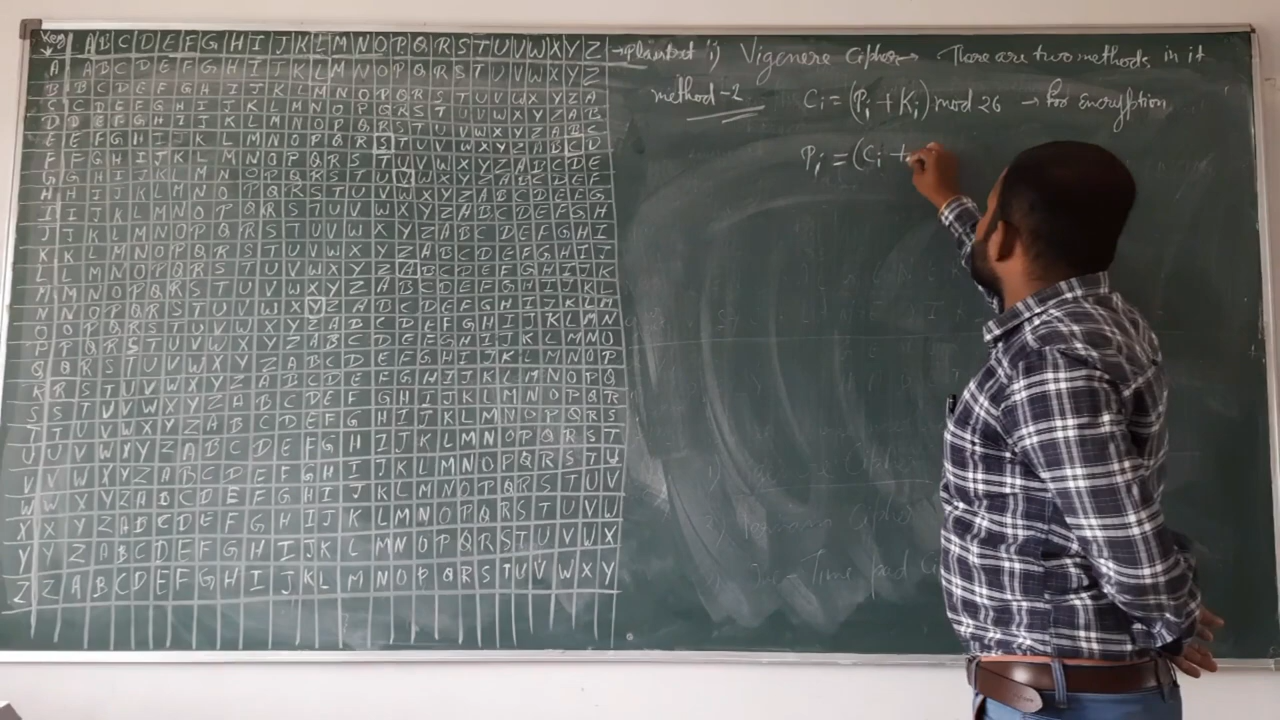 Key A B C D E F G H I J K L M N O P Q R S T U V W X Y Z → Plaintext
A A B C D E F G H I J K L M N O P Q R S T U V W X Y Z
B B C D E F G H I J K L M N O P Q R S T U V W X Y Z A
C C D E F G H I J K L M N O P Q R S T U V W X Y Z A B
D D E F G H I J K L M N O P Q R S T U V W X Y Z A B C
E E F G H I J K L M N O P Q R S T U V W X Y Z A B C D
F F G H I J K L M N O P Q R S T U V W X Y Z A B C D E
G G H I J K L M N O P Q R S T U V W X Y Z A B C D E F
H H I J K L M N O P Q R S T U V W X Y Z A B C D E F G
I I J K L M N O P Q R S T U V W X Y Z A B C D E F G H
J J K L M N O P Q R S T U V W X Y Z A B C D E F G H I
K K L M N O P Q R S T U V W X Y Z A B C D E F G H I J
L L M N O P Q R S T U V W X Y Z A B C D E F G H I J K
M M N O P Q R S T U V W X Y Z A B C D E F G H I J K L
N N O P Q R S T U V W X Y Z A B C D E F G H I J K L M
O O P Q R S T U V W X Y Z A B C D E F G H I J K L M N
P P Q R S T U V W X Y Z A B C D E F G H I J K L M N O
Q Q R S T U V W X Y Z A B C D E F G H I J K L M N O P
R R S T U V W X Y Z A B C D E F G H I J K L M N O P Q
S S T U V W X Y Z A B C D E F G H I J K L M N O P Q R
T T U V W X Y Z A B C D E F G H I J K L M N O P Q R S
U U V W X Y Z A B C D E F G H I J K L M N O P Q R S T
V V W X Y Z A B C D E F G H I J K L M N O P Q R S T U
W W X Y Z A B C D E F G H I J K L M N O P Q R S T U V
X X Y Z A B C D E F G H I J K L M N O P Q R S T U V W
Y Y Z A B C D E F G H I J K L M N O P Q R S T U V W X
Z Z A B C D E F G H I J K L M N O P Q R S T U V W X Y
i) Vigenere Cipher → There are two methods in it
method-2 Ci = (Pi + Ki) mod 26 → for encryption
Pi = (Ci +